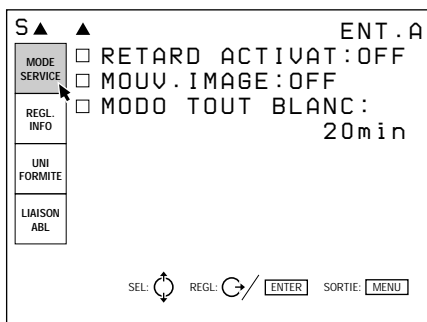 S▲ ▲ ENT.A
MODE
SERVICE
□ RETARD ACTIVAT:OFF
□ MOUV.IMAGE:OFF
□ MODO TOUT BLANC:
20min
REGL.
INFO
UNI
FORMITE
LIAISON
ABL
SEL: REGL: / ENTER SORTIE: MENU